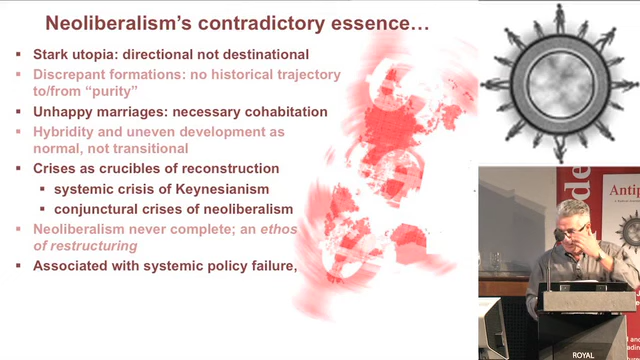 Neoliberalism's contradictory essence…
▪ Stark utopia: directional not destinational
▪ Discrepant formations: no historical trajectory
to/from “purity”
▪ Unhappy marriages: necessary cohabitation
▪ Hybridity and uneven development as
normal, not transitional
▪ Crises as crucibles of reconstruction
▪ systemic crisis of Keynesianism
▪ conjunctural crises of neoliberalism
▪ Neoliberalism never complete; an ethos
of restructuring
▪ Associated with systemic policy failure,
de
Antip
ROYAL